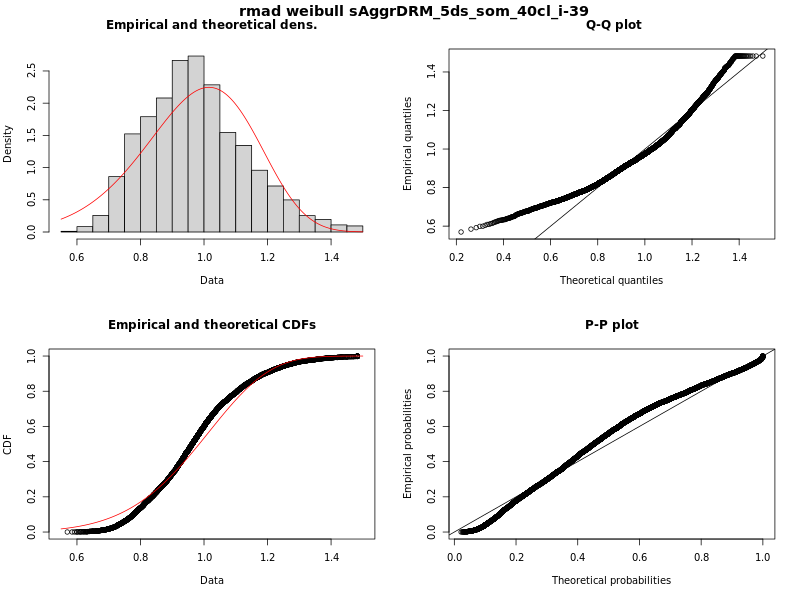 rmad weibull sAggrDRM_5ds_som_40cl_i-39
Empirical and theoretical dens.
Density
0.0 0.5 1.0 1.5 2.0 2.5
0.6 0.8 1.0 1.2 1.4
Data
Q-Q plot
Empirical quantiles
0.6 0.8 1.0 1.2 1.4
0.2 0.4 0.6 0.8 1.0 1.2 1.4
Theoretical quantiles
Empirical and theoretical CDFs
CDF
0.0 0.2 0.4 0.6 0.8 1.0
0.6 0.8 1.0 1.2 1.4
Data
P-P plot
Empirical probabilities
0.0 0.2 0.4 0.6 0.8 1.0
0.0 0.2 0.4 0.6 0.8 1.0
Theoretical probabilities